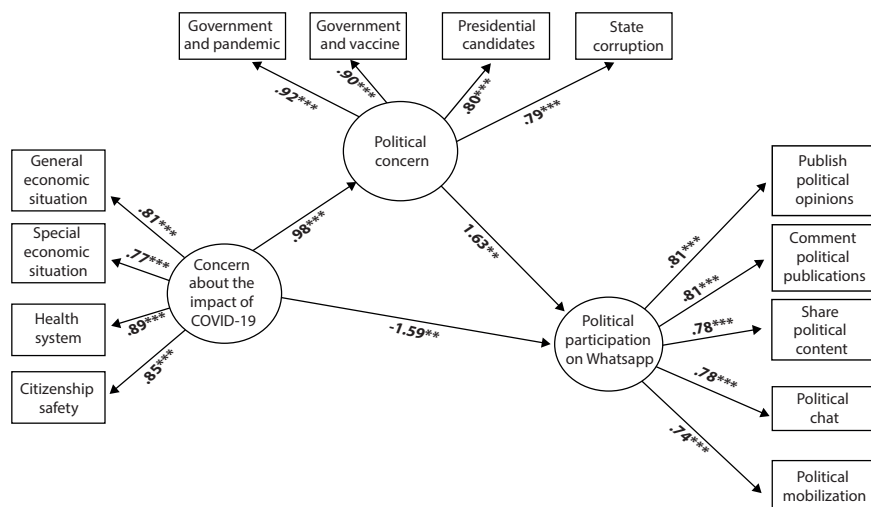 Government
and pandemic
Government
and vaccine
Presidential
candidates
State
corruption
.92***
.90***
.80***
.79***
Political
concern
General
economic
situation
Special
economic
situation
Health
system
Citizenship
safety
.81***
.77***
.89***
.85***
Concern
about the
impact of
COVID-19
.98***
1.63**
-1.59**
Political
participation
on Whatsapp
.81***
.81***
.78***
.78***
.74***
Publish
political
opinions
Comment
political
publications
Share
political
content
Political
chat
Political
mobilization